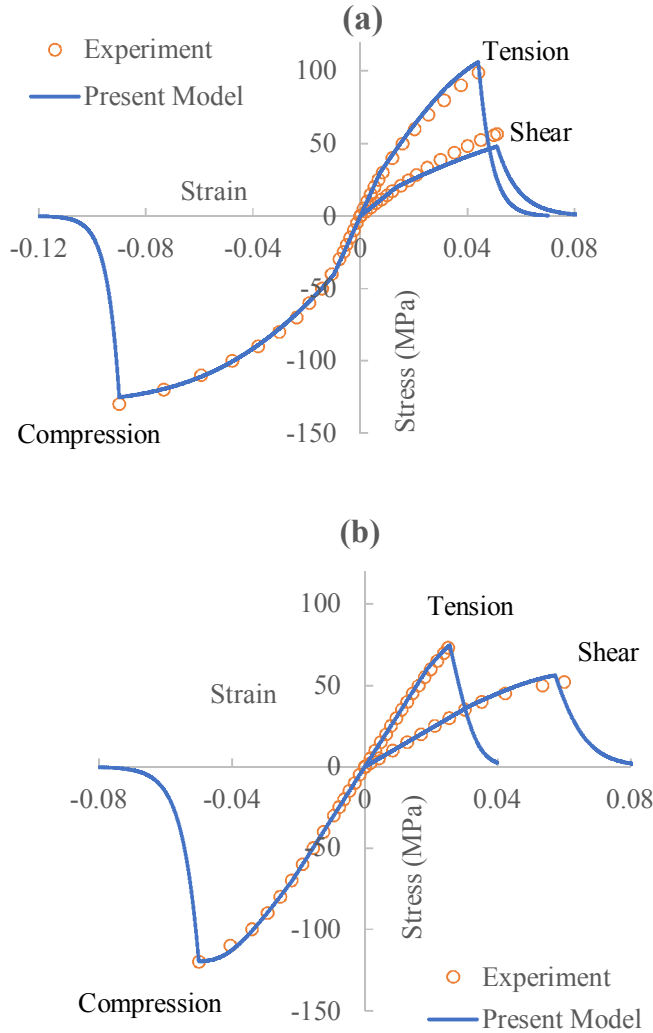 (a)
Experiment
Present Model
Tension
100
50
Shear
Strain
0
-0.12
-0.08
-0.04
0
0.04
0.08
-50
-100
-150
Stress (MPa)
Compression
(b)
100
Tension
50
Shear
Strain
0
-0.08
-0.04
0
0.04
0.08
-50
-100
-150
Stress (MPa)
Compression
Experiment
Present Model